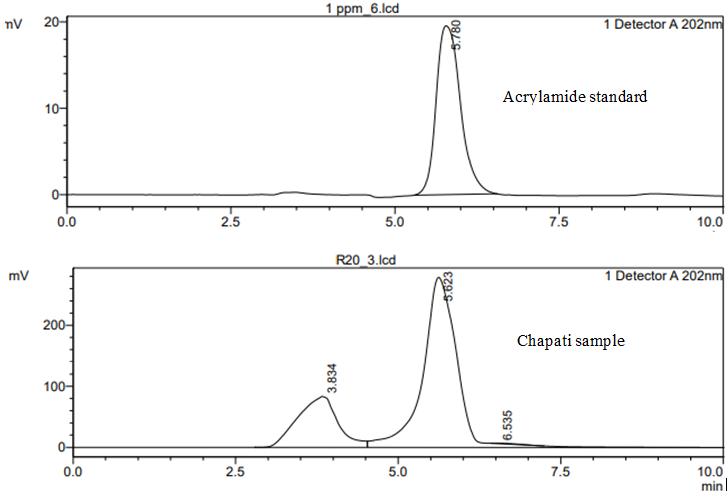 1 ppm_6.lcd
mV
1 Detector A 202nm
20
5.780
Acrylamide standard
10
0
0.0 2.5 5.0 7.5 10.0
min
R20_3.lcd
mV
1 Detector A 202nm
5.623
200
Chapati sample
3.834
100
6.535
0
0.0 2.5 5.0 7.5 10.0
min